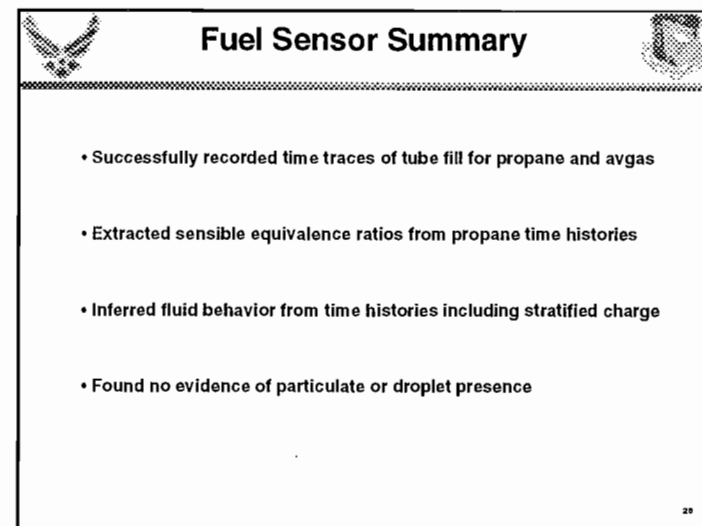 Fuel Sensor Summary
• Successfully recorded time traces of tube fill for propane and avgas
• Extracted sensible equivalence ratios from propane time histories
• Inferred fluid behavior from time histories including stratified charge
• Found no evidence of particulate or droplet presence